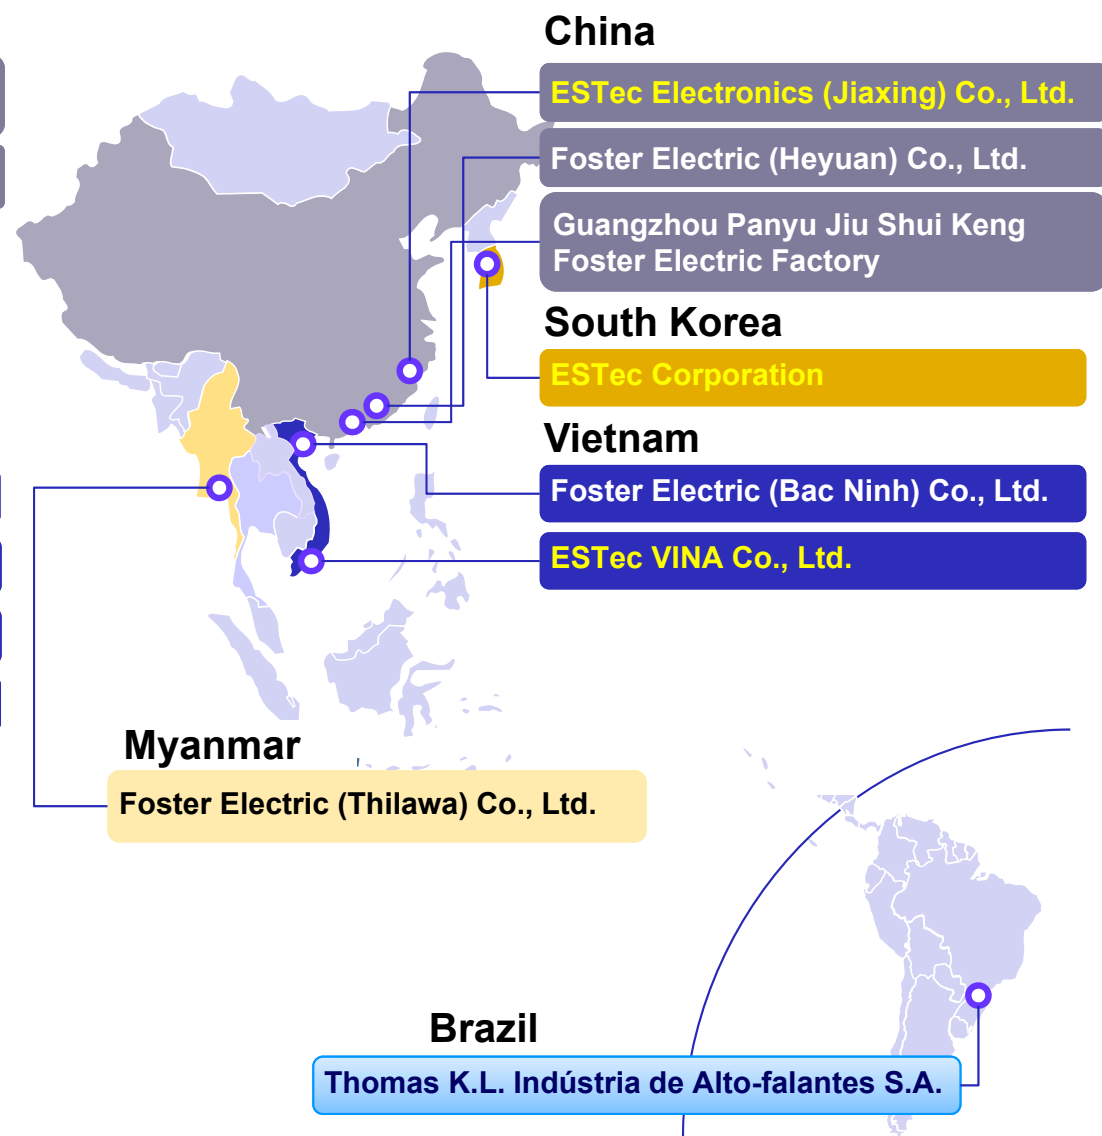 China
ESTec Electronics (Jiaxing) Co., Ltd.
Foster Electric (Heyuan) Co., Ltd.
Guangzhou Panyu Jiu Shui Keng
Foster Electric Factory
South Korea
ESTec Corporation
Vietnam
Foster Electric (Bac Ninh) Co., Ltd.
ESTec VINA Co., Ltd.
Myanmar
Foster Electric (Thilawa) Co., Ltd.
Brazil
Thomas K.L. Indústria de Alto-falantes S.A.